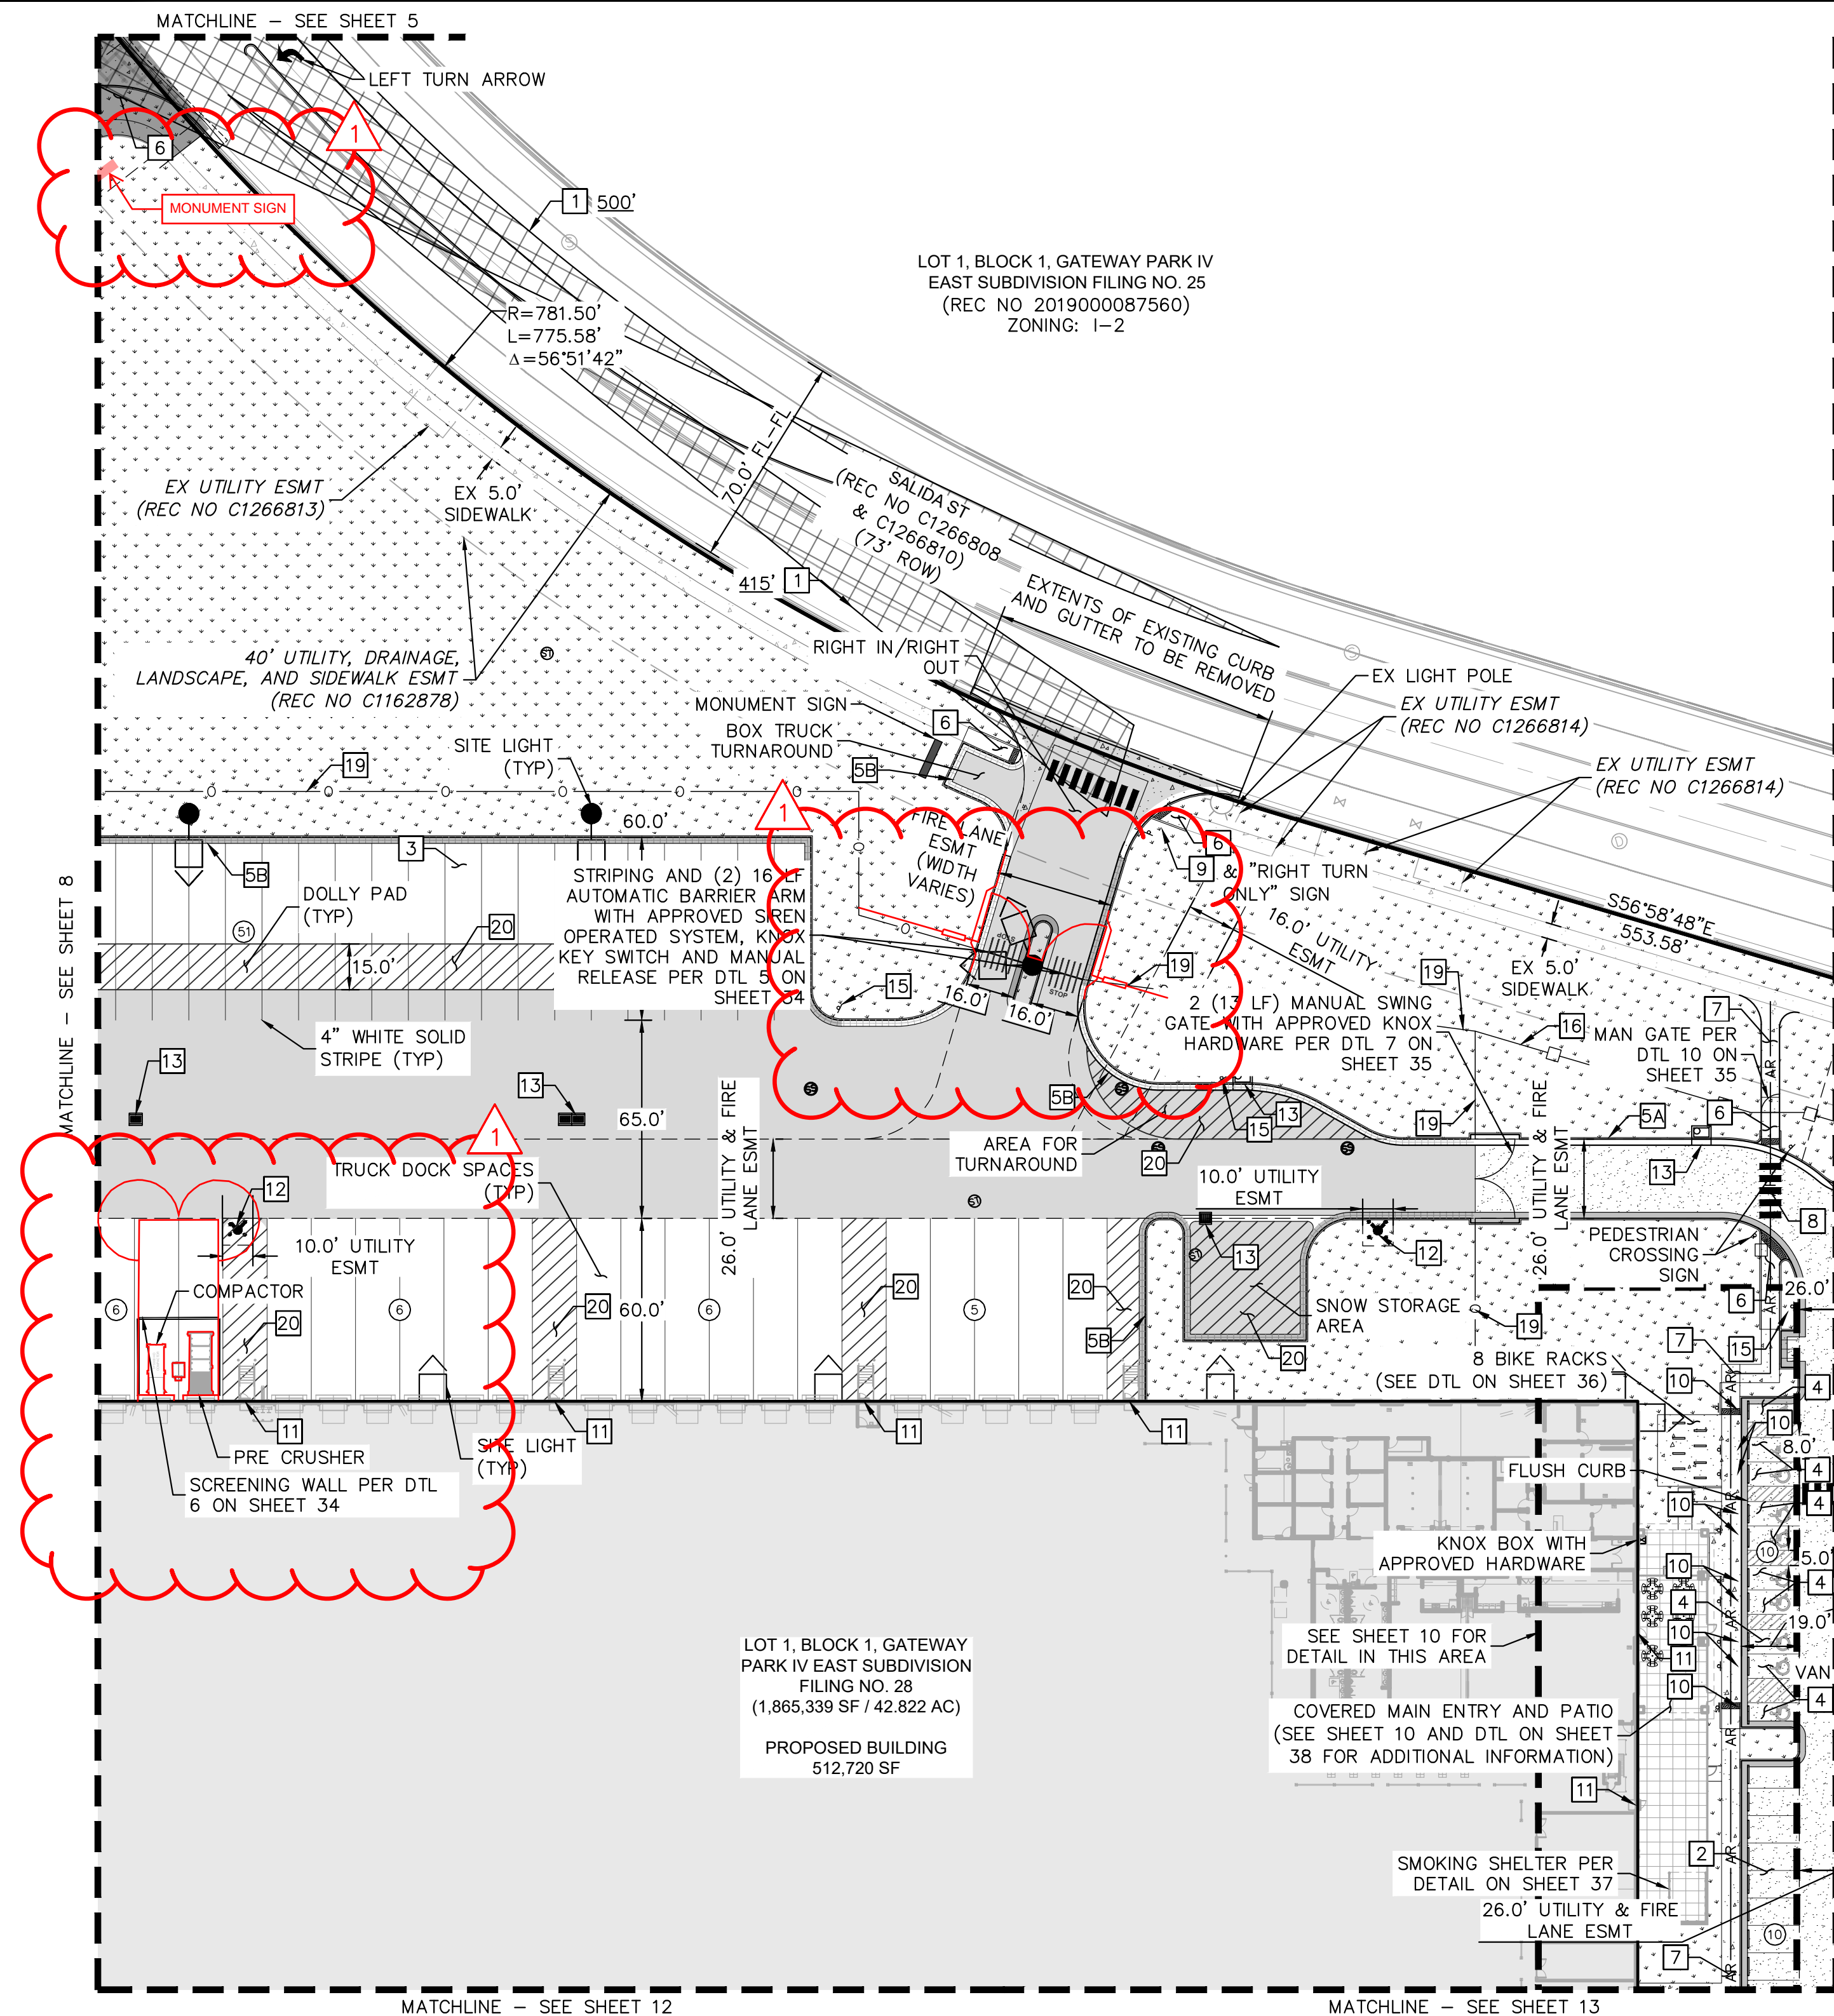 MATCHLINE – SEE SHEET 5
LEFT TURN ARROW
1
6
MONUMENT SIGN
1 500'
LOT 1, BLOCK 1, GATEWAY PARK IV
EAST SUBDIVISION FILING NO. 25
(REC NO 2019000087560)
ZONING: I-2
R=781.50'
L=775.58'
Δ=56°51'42"
70.0' FL-FL
EX UTILITY ESMT
(REC NO C1266813)
EX 5.0'
SIDEWALK
SALIDA ST
(REC NO C1266808
& C1266810)
(73' ROW)
415' 1
EXTENTS OF EXISTING CURB
AND GUTTER TO BE REMOVED
RIGHT IN/RIGHT
OUT
40' UTILITY, DRAINAGE,
LANDSCAPE, AND SIDEWALK ESMT
(REC NO C1162878)
ST
S
S
D
EX LIGHT POLE
EX UTILITY ESMT
(REC NO C1266814)
EX UTILITY ESMT
(REC NO C1266814)
MONUMENT SIGN
6
BOX TRUCK
TURNAROUND
5B
SITE LIGHT
(TYP)
19
1
60.0'
3
5B
FIRE LANE
ESMT
(WIDTH
VARIES)
6
9 & "RIGHT TURN
ONLY" SIGN
16.0' UTILITY
ESMT
S56°58'48"E
553.58'
EX 5.0'
SIDEWALK
MATCHLINE – SEE SHEET 8
DOLLY PAD
(TYP)
51
20
15.0'
STRIPING AND (2) 16 LF
AUTOMATIC BARRIER ARM
WITH APPROVED SIREN
OPERATED SYSTEM, KNOX
KEY SWITCH AND MANUAL
RELEASE PER DTL 5 ON
SHEET 34
15
STOP
STOP
16.0'
16.0'
19
19
2 (13 LF) MANUAL SWING
GATE WITH APPROVED KNOX
HARDWARE PER DTL 7 ON
SHEET 35
7
16
MAN GATE PER
DTL 10 ON
SHEET 35
AR
4" WHITE SOLID
STRIPE (TYP)
13
13
65.0'
26.0' UTILITY & FIRE
LANE ESMT
5B
13
15
19
5A
6
13
AREA FOR
TURNAROUND
20
26.0' UTILITY & FIRE
LANE ESMT
1
TRUCK DOCK SPACES
(TYP)
12
10.0' UTILITY
ESMT
10.0' UTILITY
ESMT
ST
13
12
8
PEDESTRIAN
CROSSING
SIGN
26.0'
6
AR
COMPACTOR
6
20
6
20
60.0'
6
20
5
20
5B
SNOW STORAGE
AREA
20
19
15
7
8 BIKE RACKS
(SEE DTL ON SHEET 36)
10
AR
4
11
11
11
11
PRE CRUSHER
SITE LIGHT
(TYP)
SCREENING WALL PER DTL
6 ON SHEET 34
10
8.0'
FLUSH CURB
4
10
AR
4
KNOX BOX WITH
APPROVED HARDWARE
10
5.0'
10
4
4
AR
19.0'
SEE SHEET 10 FOR
DETAIL IN THIS AREA
10
11
10
VAN
4
LOT 1, BLOCK 1, GATEWAY
PARK IV EAST SUBDIVISION
FILING NO. 28
(1,865,339 SF / 42.822 AC)
PROPOSED BUILDING
512,720 SF
COVERED MAIN ENTRY AND PATIO
(SEE SHEET 10 AND DTL ON SHEET
38 FOR ADDITIONAL INFORMATION)
AR
11
2
AR
SMOKING SHELTER PER
DETAIL ON SHEET 37
26.0' UTILITY & FIRE
LANE ESMT
10
7
AR
MATCHLINE – SEE SHEET 12
MATCHLINE – SEE SHEET 13